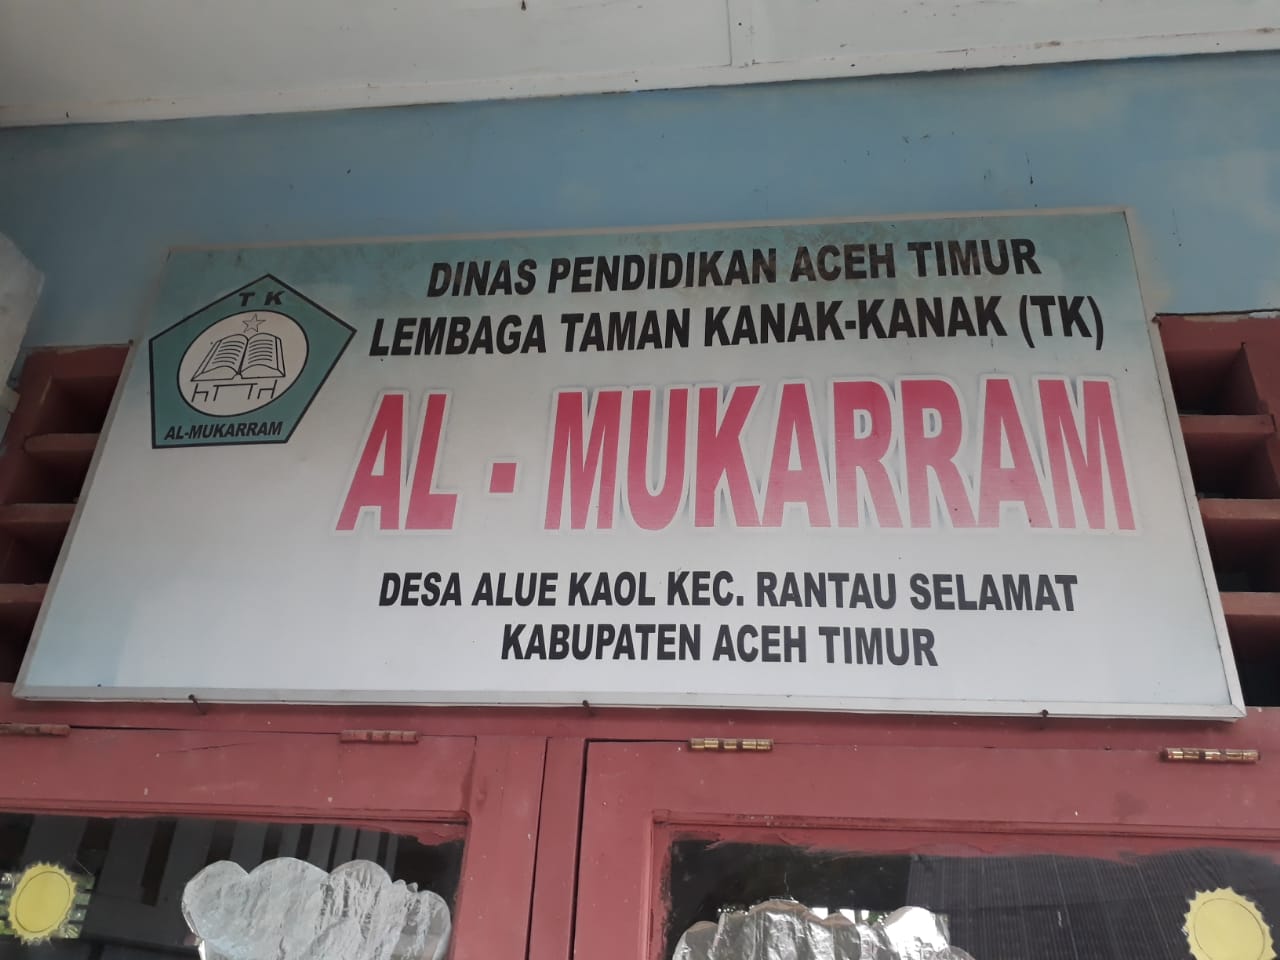 DINAS PENDIDIKAN ACEH TIMUR
LEMBAGA TAMAN KANAK-KANAK (TK)
TK
AL-MUKARRAM
AL - MUKARRAM
DESA ALUE KAOL KEC. RANTAU SELAMAT
KABUPATEN ACEH TIMUR